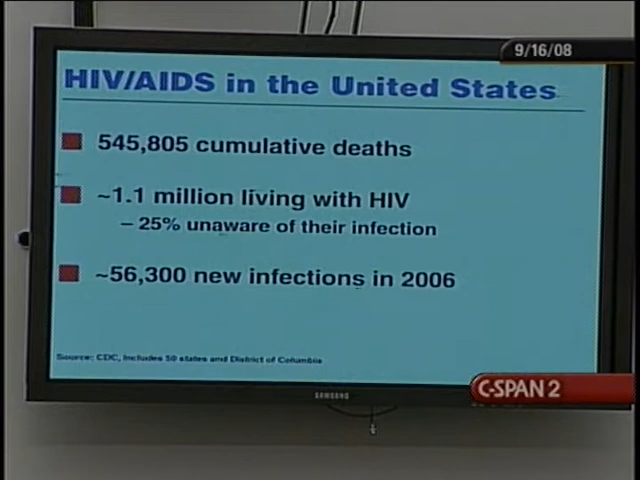 9/16/08
HIV/AIDS in the United States
545,805 cumulative deaths
~1.1 million living with HIV
– 25% unaware of their infection
~56,300 new infections in 2006
Source: CDC, Includes 50 states and District of Columbia
C-SPAN 2
SAMSUNG